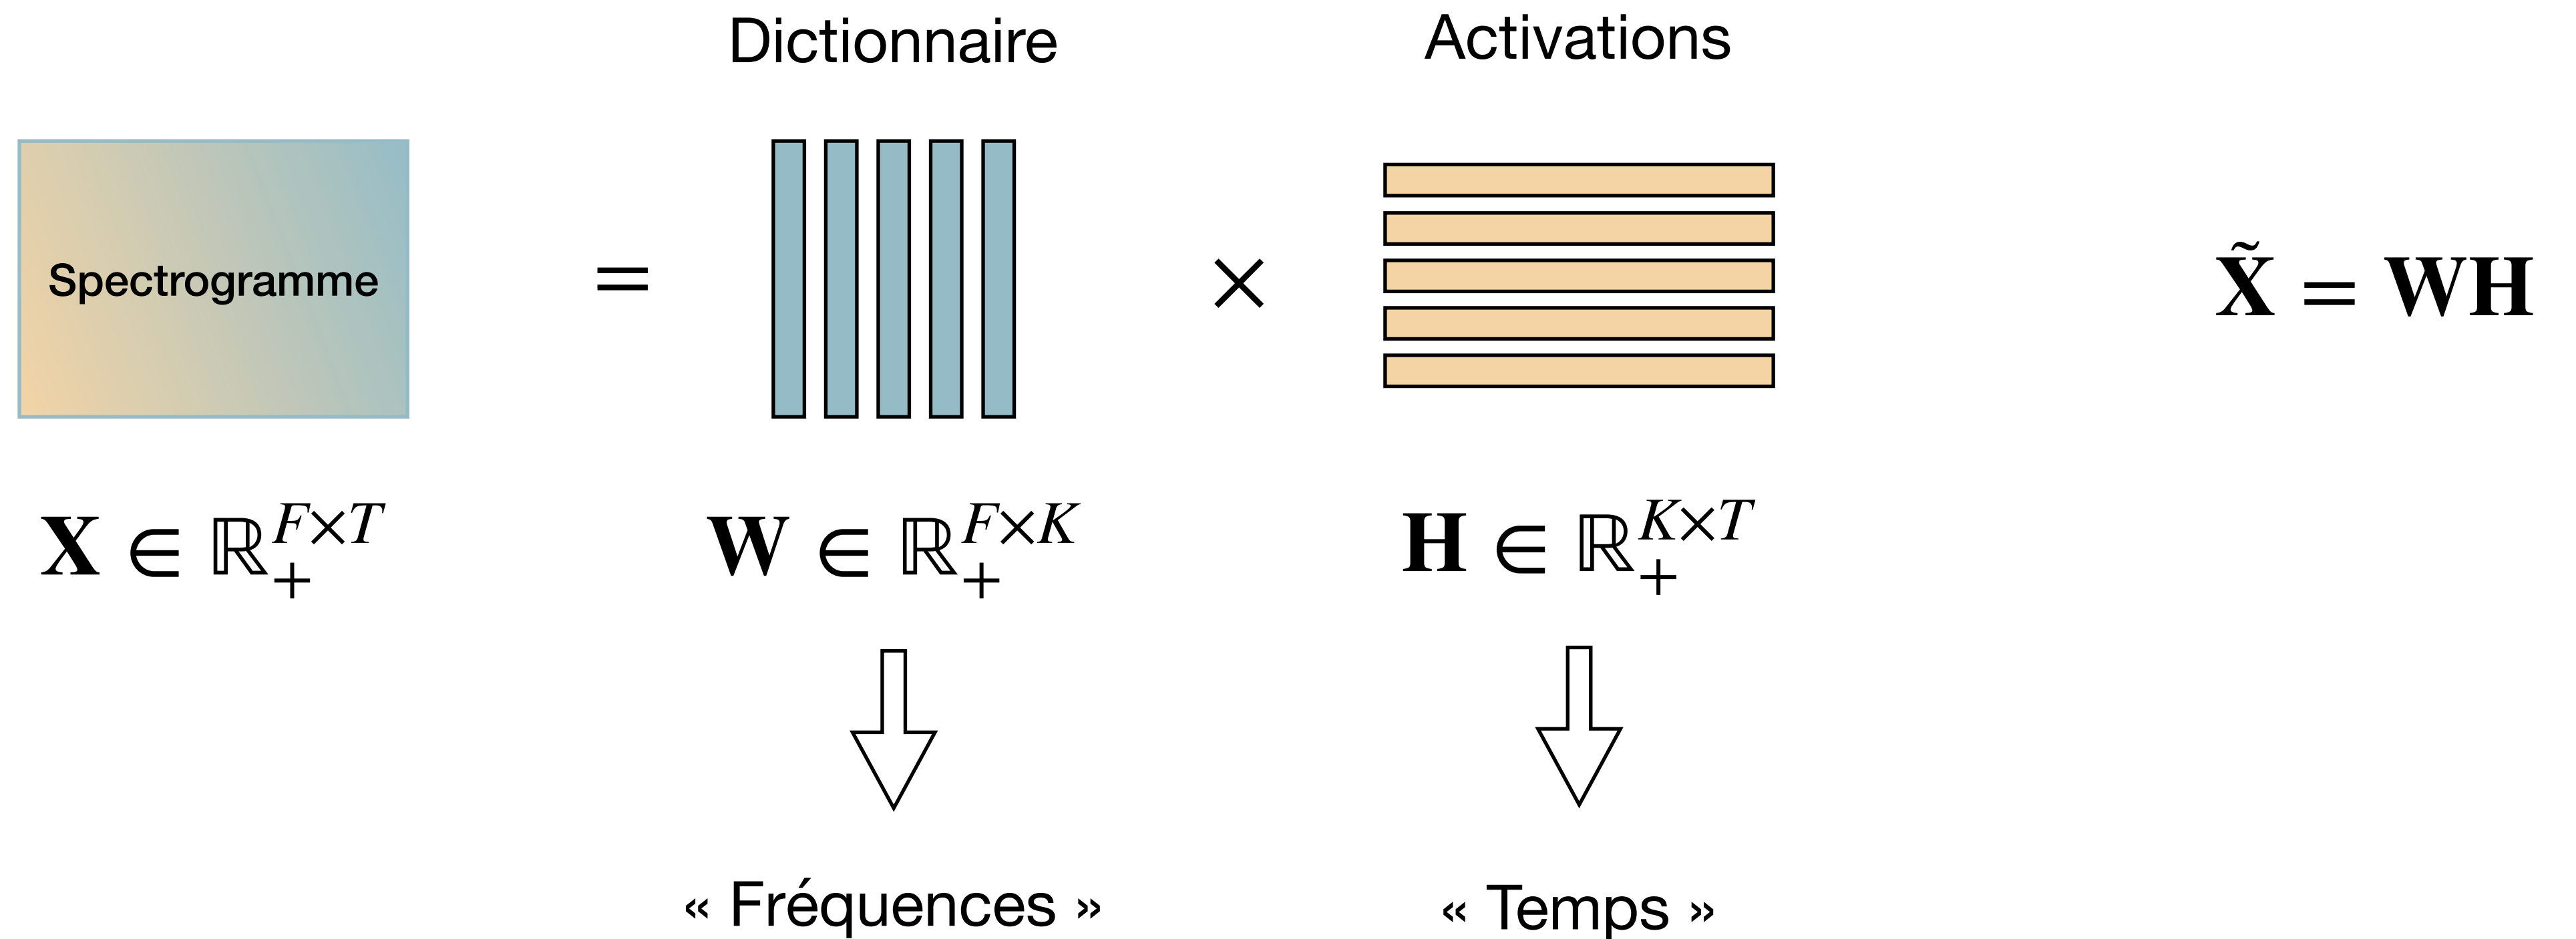 Dictionnaire
Activations
Spectrogramme
=
×
X̃ = WH
X ∈ ℝ₊^{F×T}
W ∈ ℝ₊^{F×K}
H ∈ ℝ₊^{K×T}
« Fréquences »
« Temps »